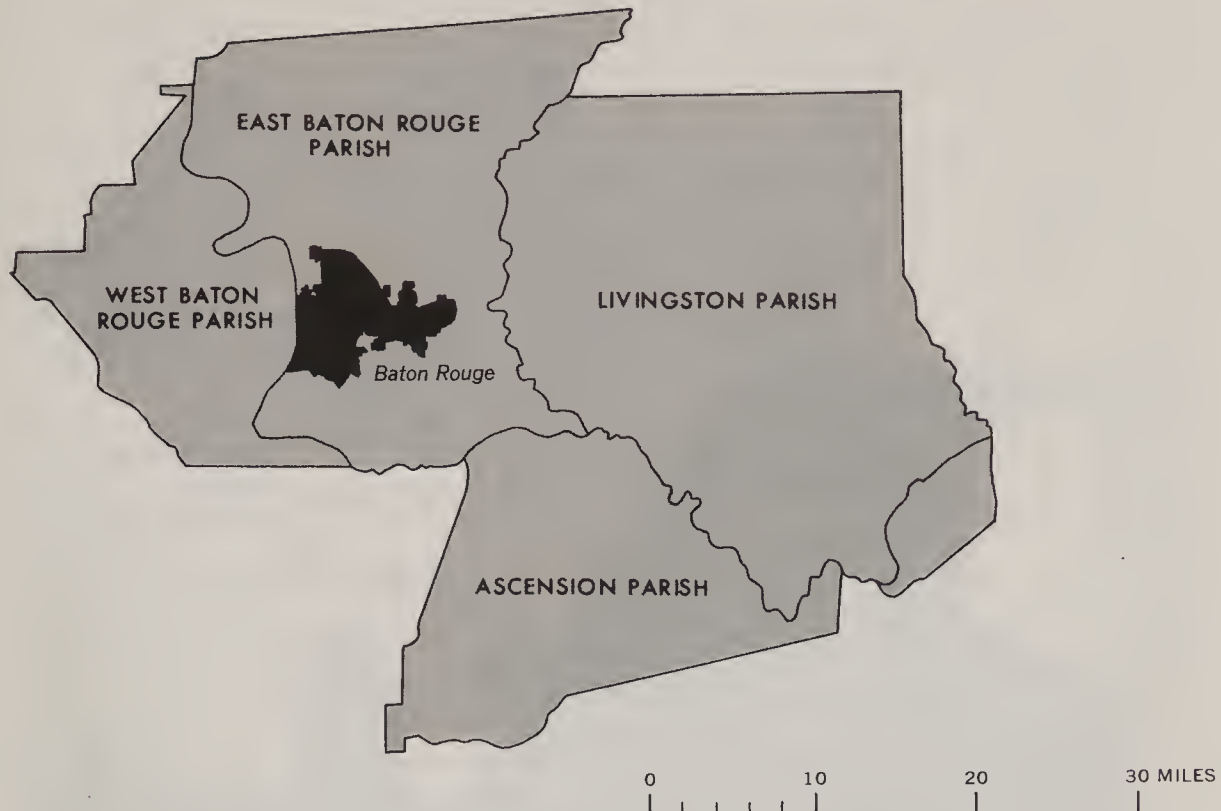 EAST BATON ROUGE
PARISH
WEST BATON
ROUGE PARISH
LIVINGSTON PARISH
Baton Rouge
ASCENSION PARISH
0 10 20 30 MILES